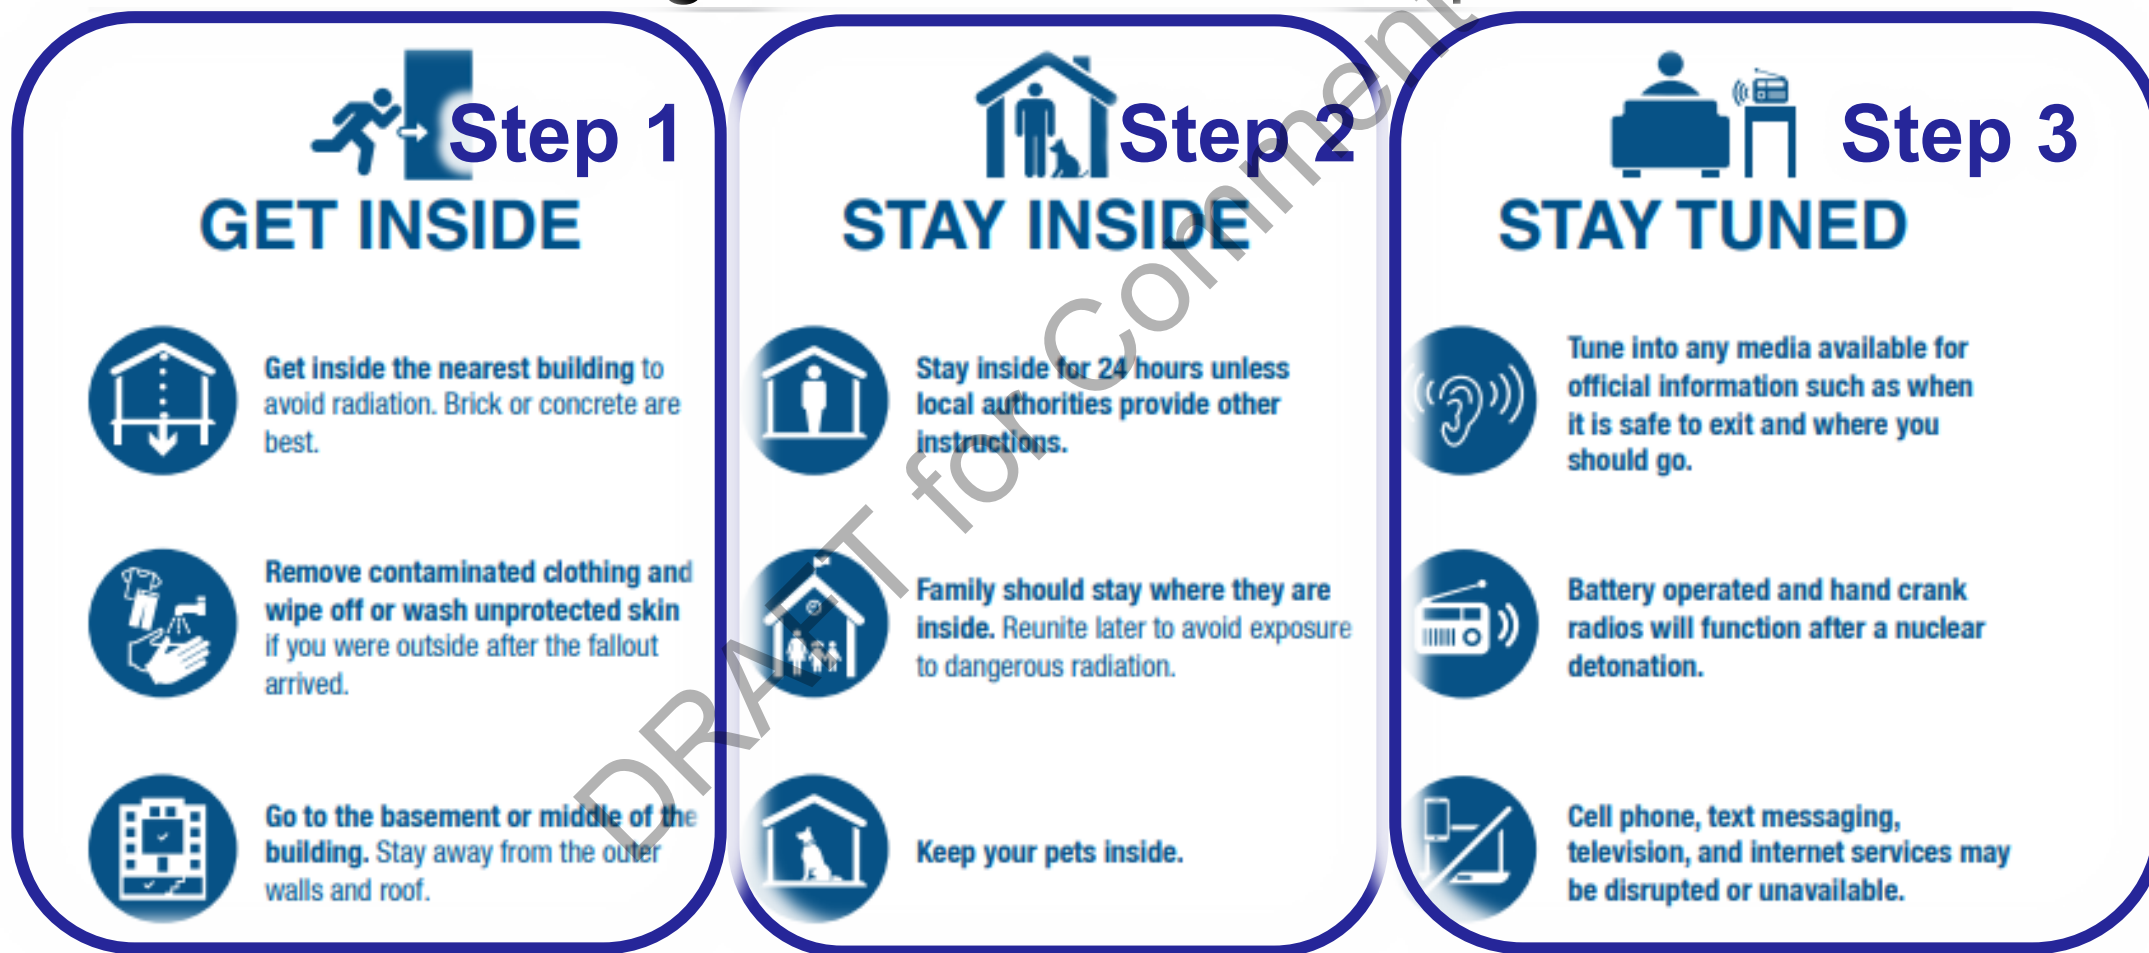 Step 1
GET INSIDE
Get inside the nearest building to
avoid radiation. Brick or concrete are
best.
Remove contaminated clothing and
wipe off or wash unprotected skin
if you were outside after the fallout
arrived.
Go to the basement or middle of the
building. Stay away from the outer
walls and roof.
Step 2
STAY INSIDE
Stay inside for 24 hours unless
local authorities provide other
instructions.
Family should stay where they are
inside. Reunite later to avoid exposure
to dangerous radiation.
Keep your pets inside.
Step 3
STAY TUNED
Tune into any media available for
official information such as when
it is safe to exit and where you
should go.
Battery operated and hand crank
radios will function after a nuclear
detonation.
Cell phone, text messaging,
television, and internet services may
be disrupted or unavailable.
DRAFT for Comment